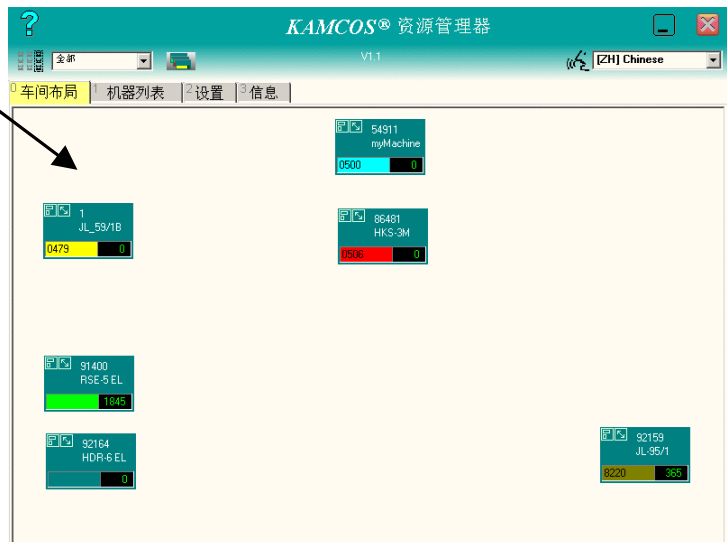 KAMCOS® 资源管理器
全部
V1.1
[ZH] Chinese
0 车间布局
1 机器列表
2 设置
3 信息
54911
myMachine
0500 0
1
JL_59/1B
0479 0
86481
HKS-3M
0506 0
91400
RSE-5 EL
1845
92164
HDR-6 EL
0
92159
JL-95/1
8220 365